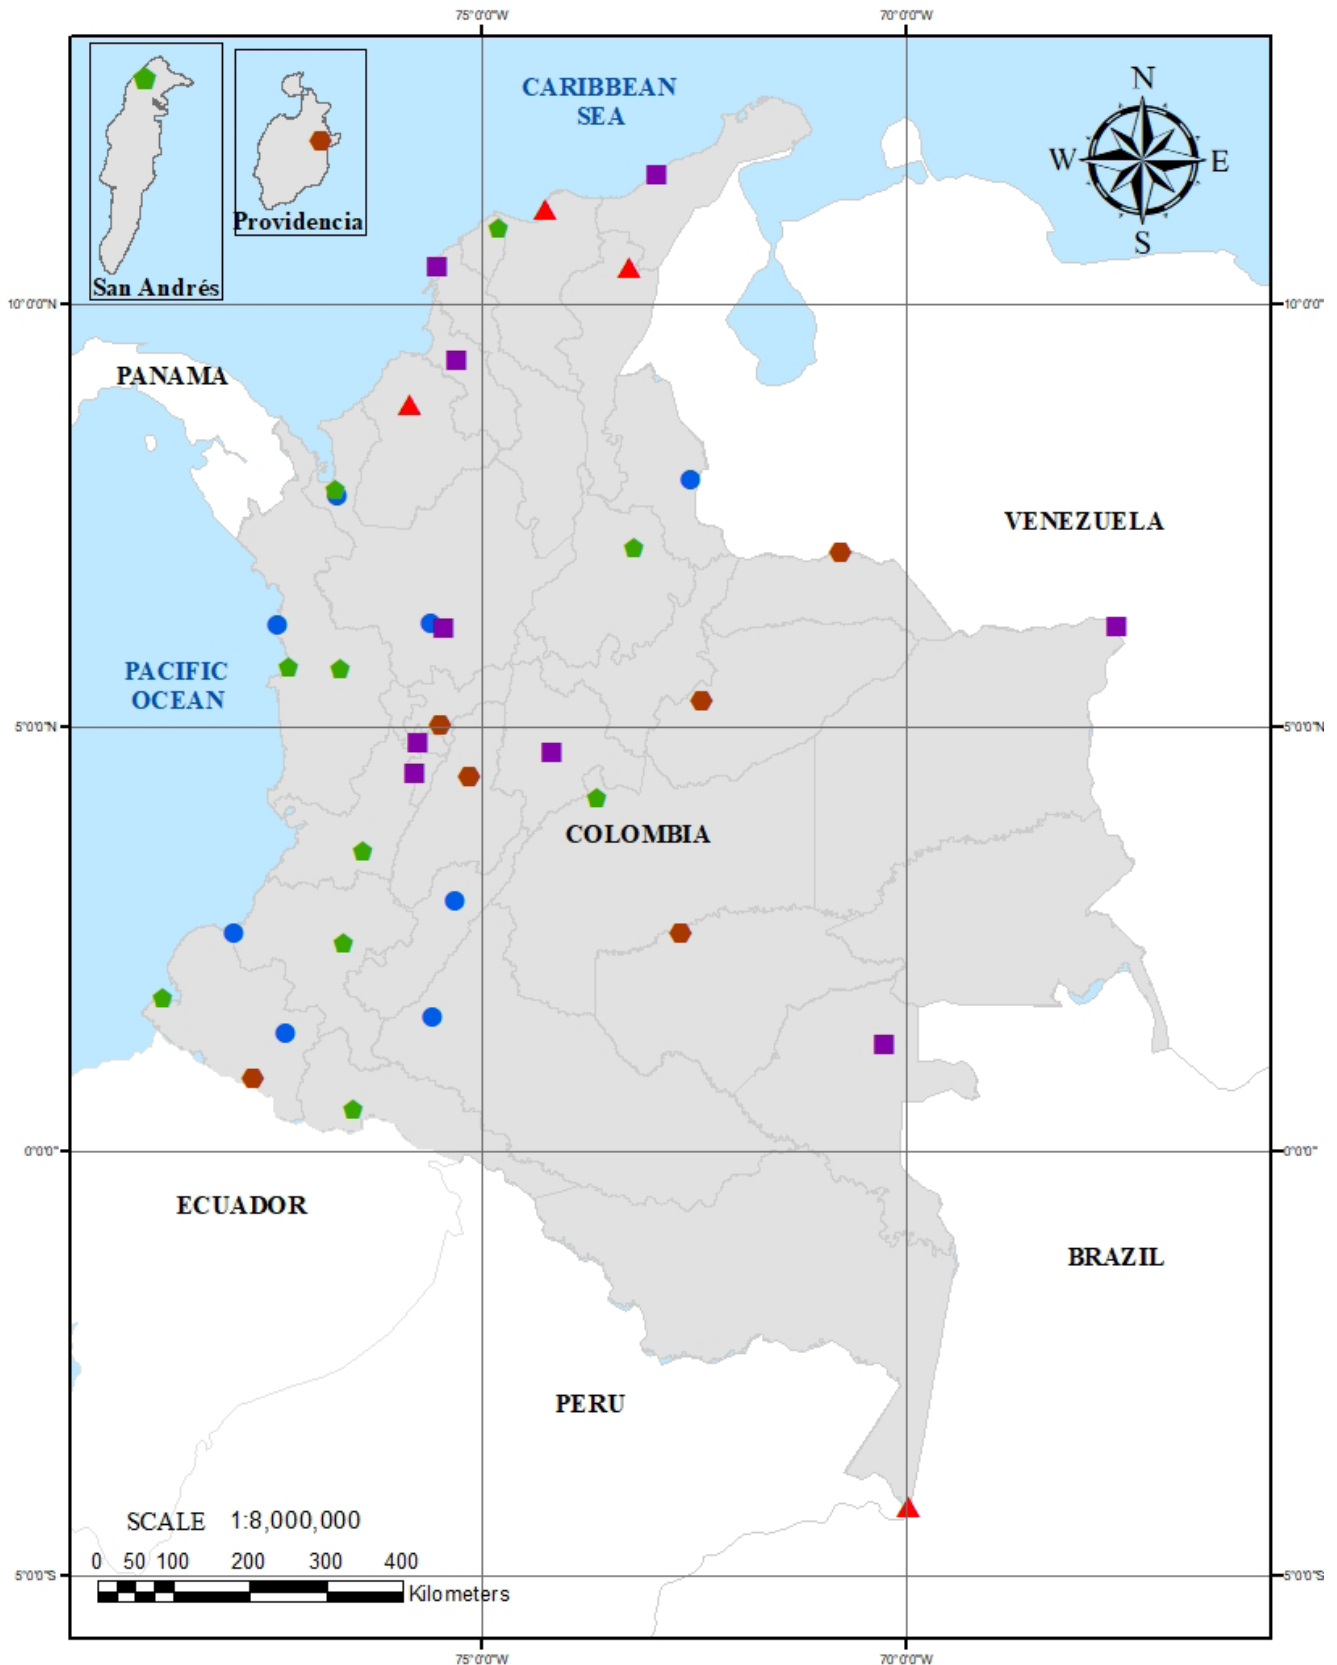 75°0'0"W 70°0'0"W
CARIBBEAN
SEA
N
W E
S
Providencia
San Andrés
10°0'0"N 10°0'0"
PANAMA
VENEZUELA
PACIFIC
OCEAN
5°0'0"N 5°0'0"N
COLOMBIA
0°0'0" 0°0'0"
ECUADOR
BRAZIL
PERU
SCALE 1:8,000,000
0 50 100 200 300 400
Kilometers
5°0'0"S 5°0'0"S
75°0'0"W 70°0'0"W